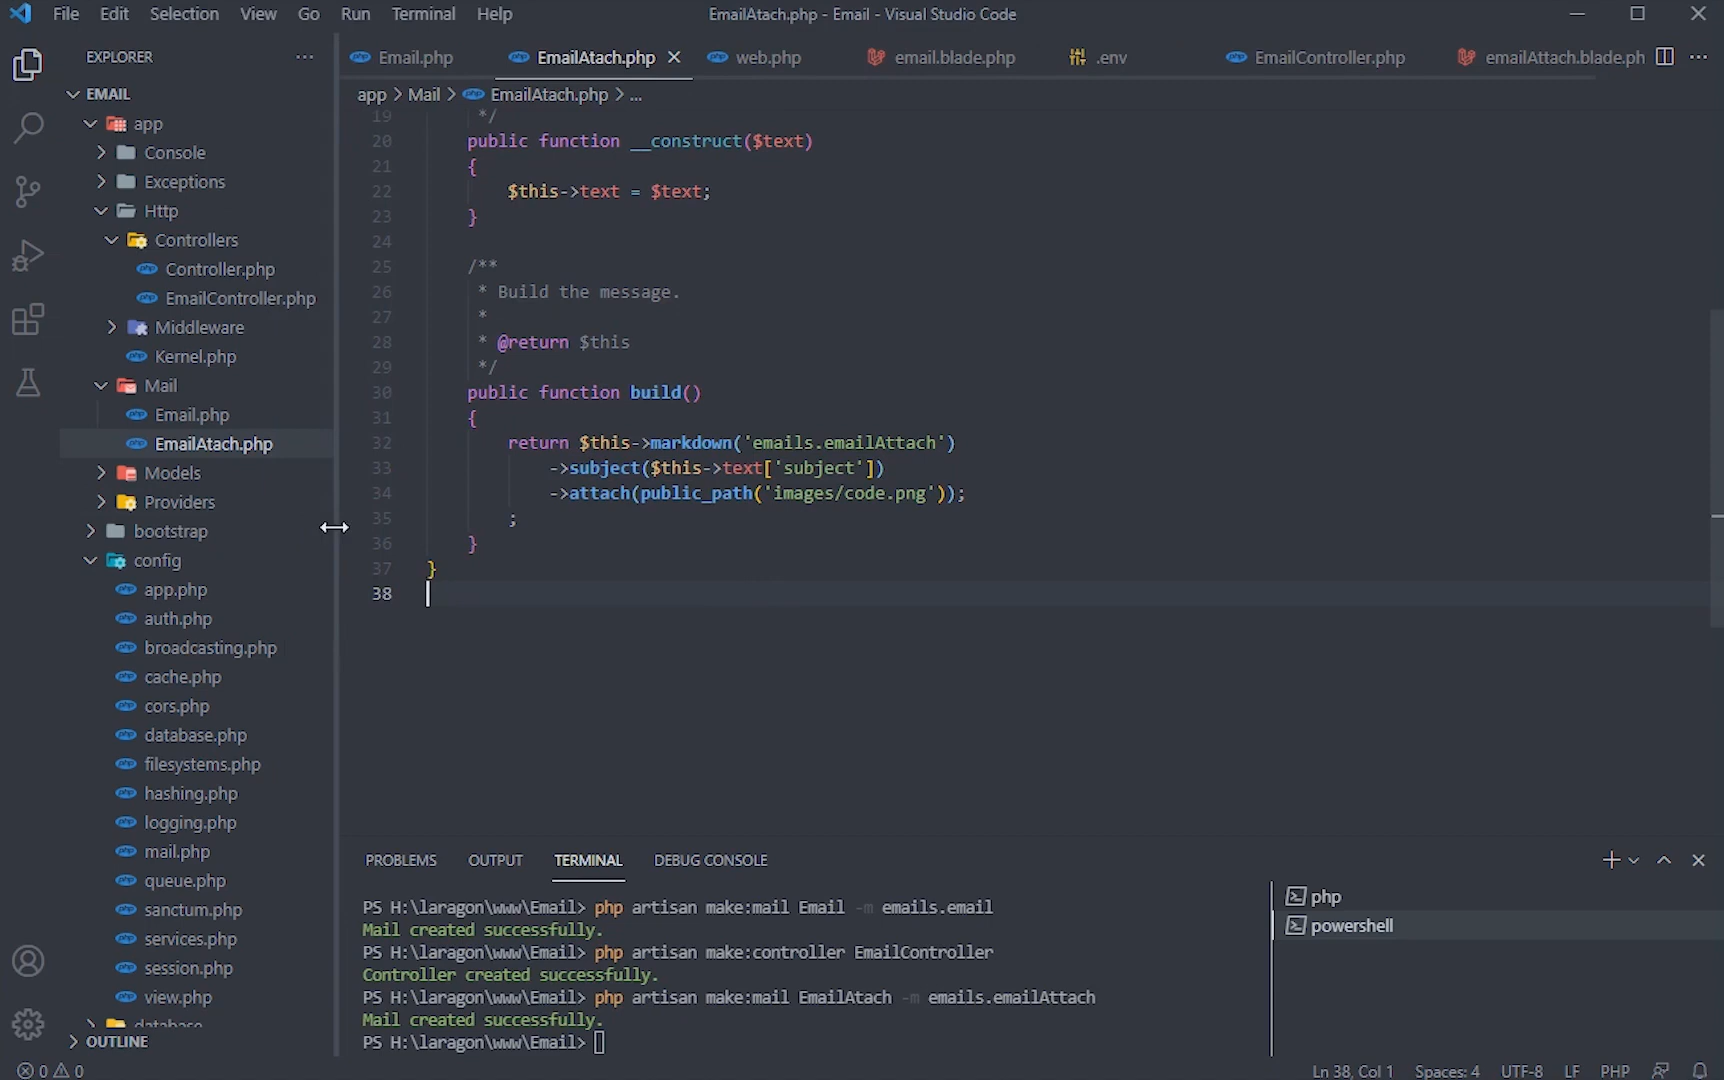 File Edit Selection View Go Run Terminal Help
EmailAtach.php - Email - Visual Studio Code
EXPLORER
EMAIL
app
Console
Exceptions
Http
Controllers
Controller.php
EmailController.php
Middleware
Kernel.php
Mail
Email.php
EmailAtach.php
Models
Providers
bootstrap
config
app.php
auth.php
broadcasting.php
cache.php
cors.php
database.php
filesystems.php
hashing.php
logging.php
mail.php
queue.php
sanctum.php
services.php
session.php
view.php
database
OUTLINE
Email.php EmailAtach.php web.php email.blade.php .env EmailController.php emailAttach.blade.ph
app > Mail > EmailAtach.php > ...
19 */
20 public function __construct($text)
21 {
22 $this->text = $text;
23 }
24
25 /**
26 * Build the message.
27 *
28 * @return $this
29 */
30 public function build()
31 {
32 return $this->markdown('emails.emailAttach')
33 ->subject($this->text['subject'])
34 ->attach(public_path('images/code.png'));
35 ;
36 }
37 }
38
PROBLEMS OUTPUT TERMINAL DEBUG CONSOLE
PS H:\laragon\www\Email> php artisan make:mail Email -m emails.email
Mail created successfully.
PS H:\laragon\www\Email> php artisan make:controller EmailController
Controller created successfully.
PS H:\laragon\www\Email> php artisan make:mail EmailAtach -m emails.emailAttach
Mail created successfully.
PS H:\laragon\www\Email>
php
powershell
0 0
Ln 38, Col 1 Spaces: 4 UTF-8 LF PHP